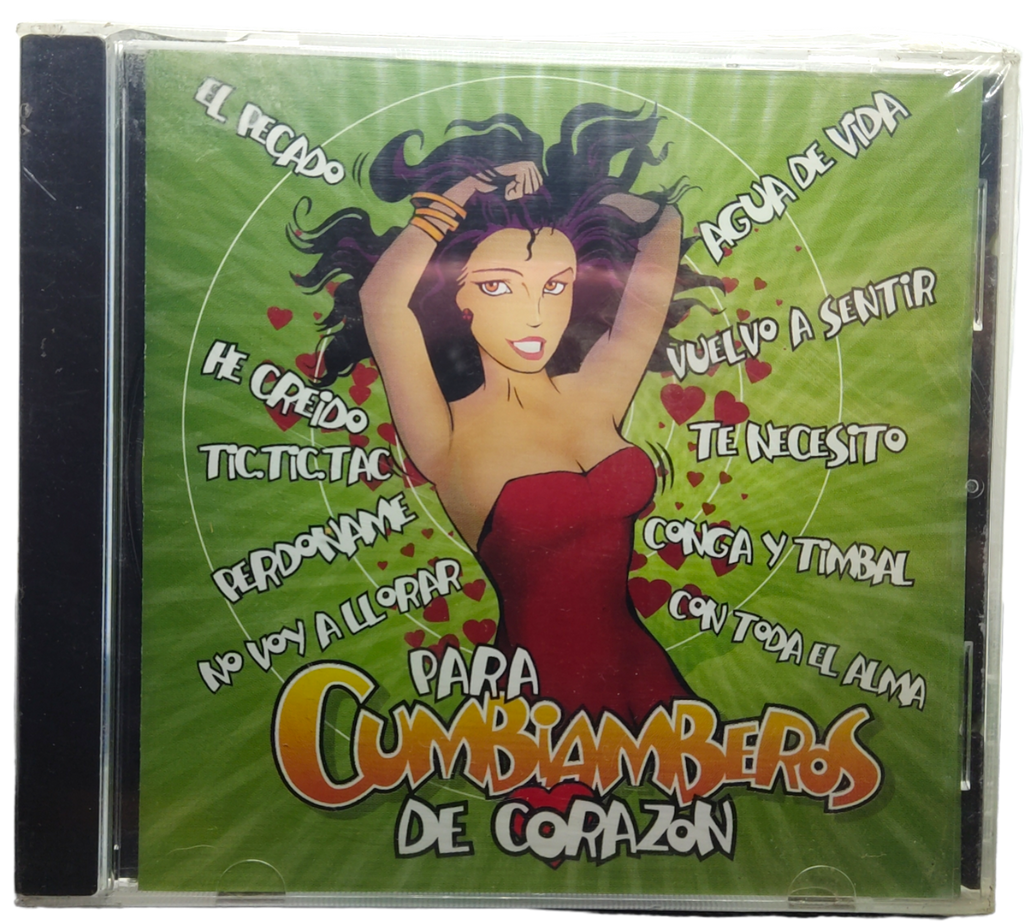 EL PECADO
AGUA DE VIDA
VUELVO A SENTIR
HE CREIDO
TIC.TIC.TAC
TE NECESITO
PERDONAME
CONGA Y TIMBAL
NO VOY A LLORAR
CON TODA EL ALMA
PARA
CUMBIAMBEROS
DE CORAZON